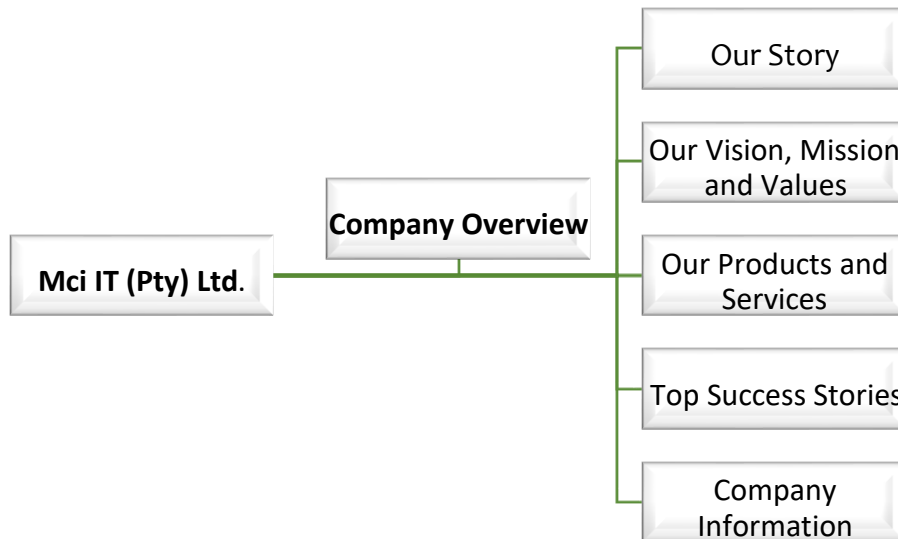 Mci IT (Pty) Ltd.
Company Overview
Our Story
Our Vision, Mission
and Values
Our Products and
Services
Top Success Stories
Company
Information